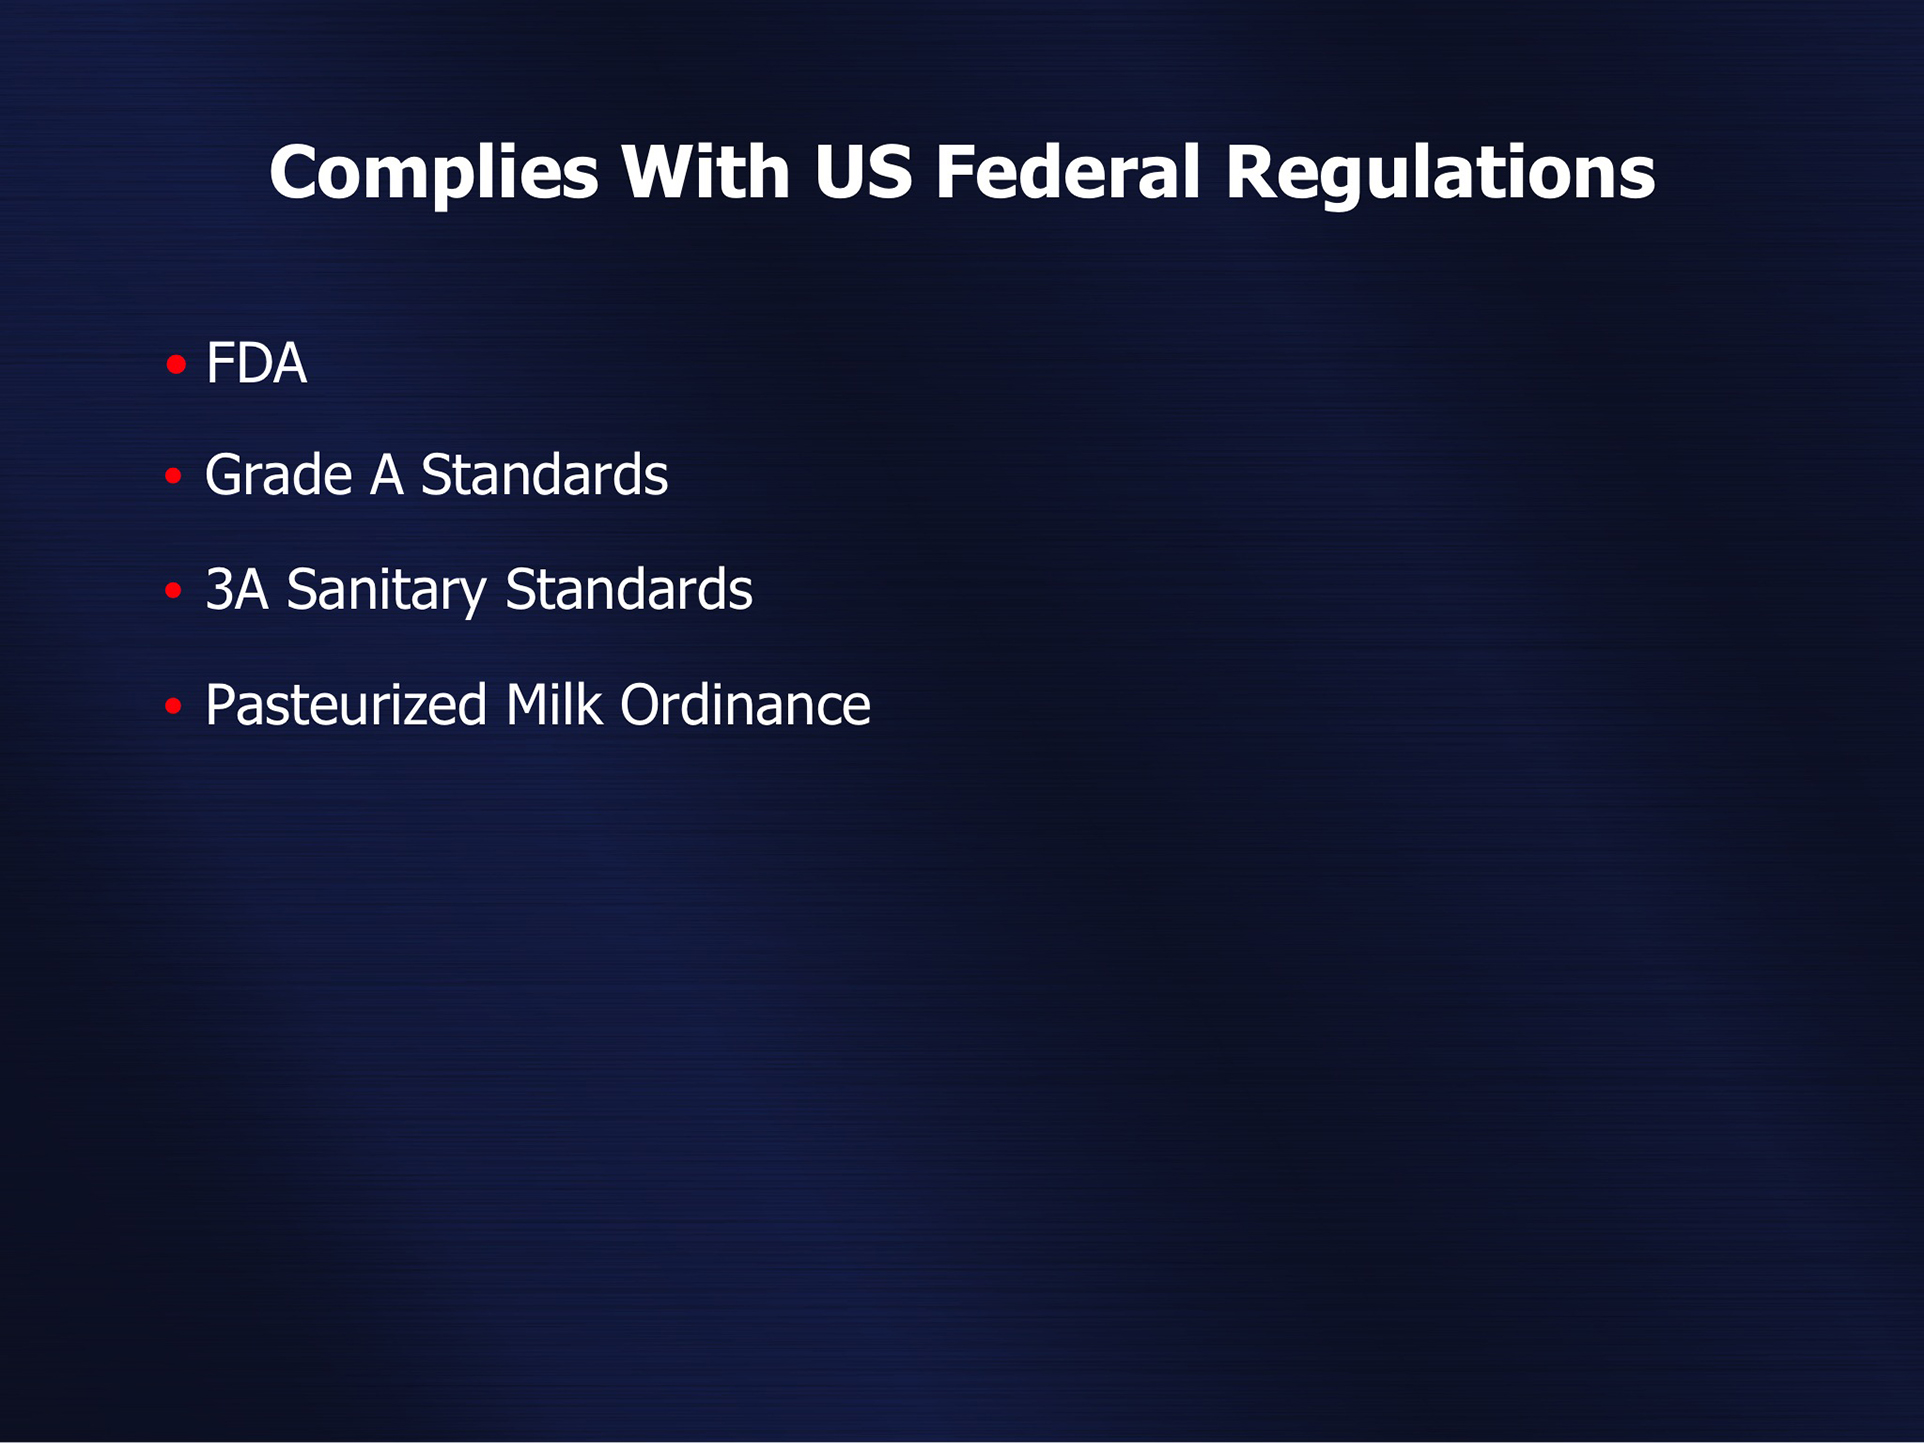 Complies With US Federal Regulations
• FDA
• Grade A Standards
• 3A Sanitary Standards
• Pasteurized Milk Ordinance